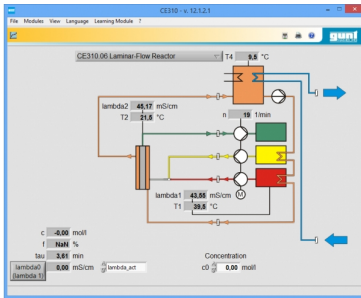 CE310 - v. 12.1.2.1
File Modules View Language Learning Module ?
gunt
CE310.06 Laminar-Flow Reactor
T4 9,5 °C
lambda2 45,17 mS/cm
T2 21,5 °C
n 19 1/min
lambda1 43,55 mS/cm
T1 39,8 °C
M
c -0,00 mol/l
f NaN %
tau 3,61 min
lambda0 (lambda 1) 0,00 mS/cm lambda_act
Concentration
c0 0,00 mol/l